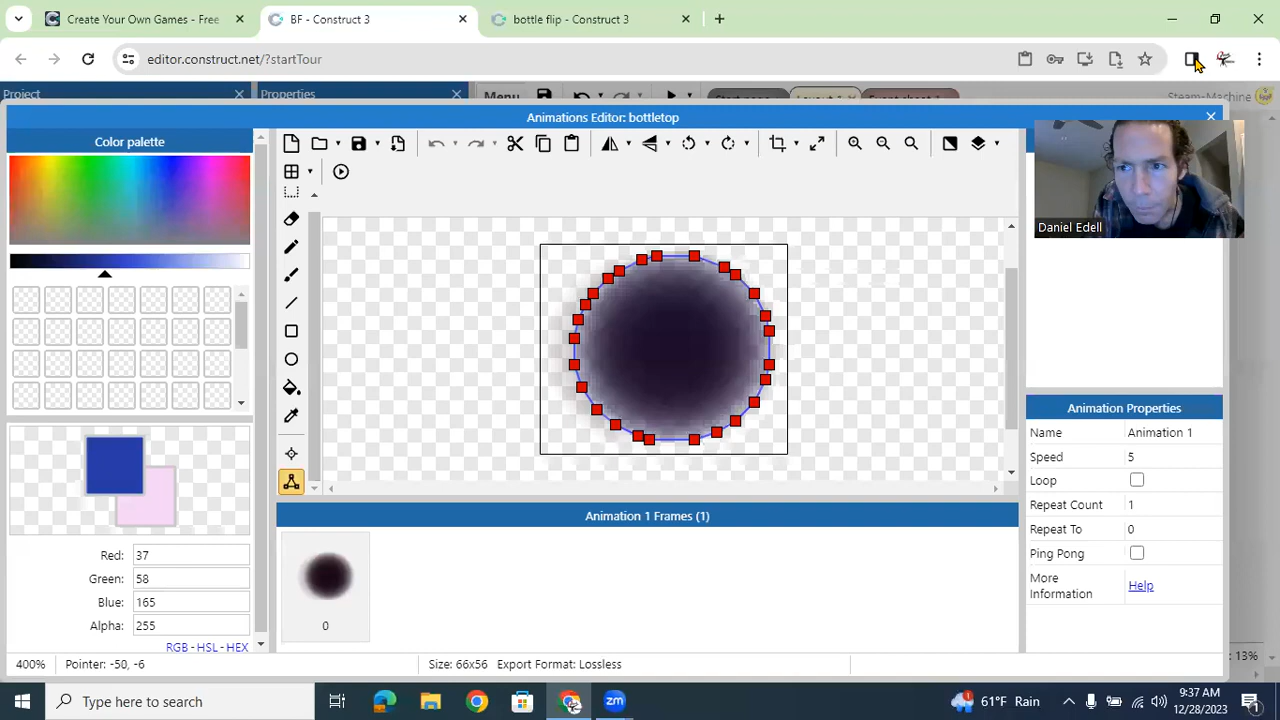 Create Your Own Games - Free
BF - Construct 3
bottle flip - Construct 3
editor.construct.net/?startTour
Project
Properties
Menu
Animations Editor: bottletop
Color palette
Daniel Edell
Animation Properties
Name Animation 1
Speed 5
Loop
Repeat Count 1
Repeat To 0
Ping Pong
More Information Help
Animation 1 Frames (1)
0
Red: 37
Green: 58
Blue: 165
Alpha: 255
RGB - HSL - HEX
400%
Pointer: -50, -6
Size: 66x56 Export Format: Lossless
: 13%
Type here to search
zm
61°F Rain
9:37 AM
12/28/2023
1